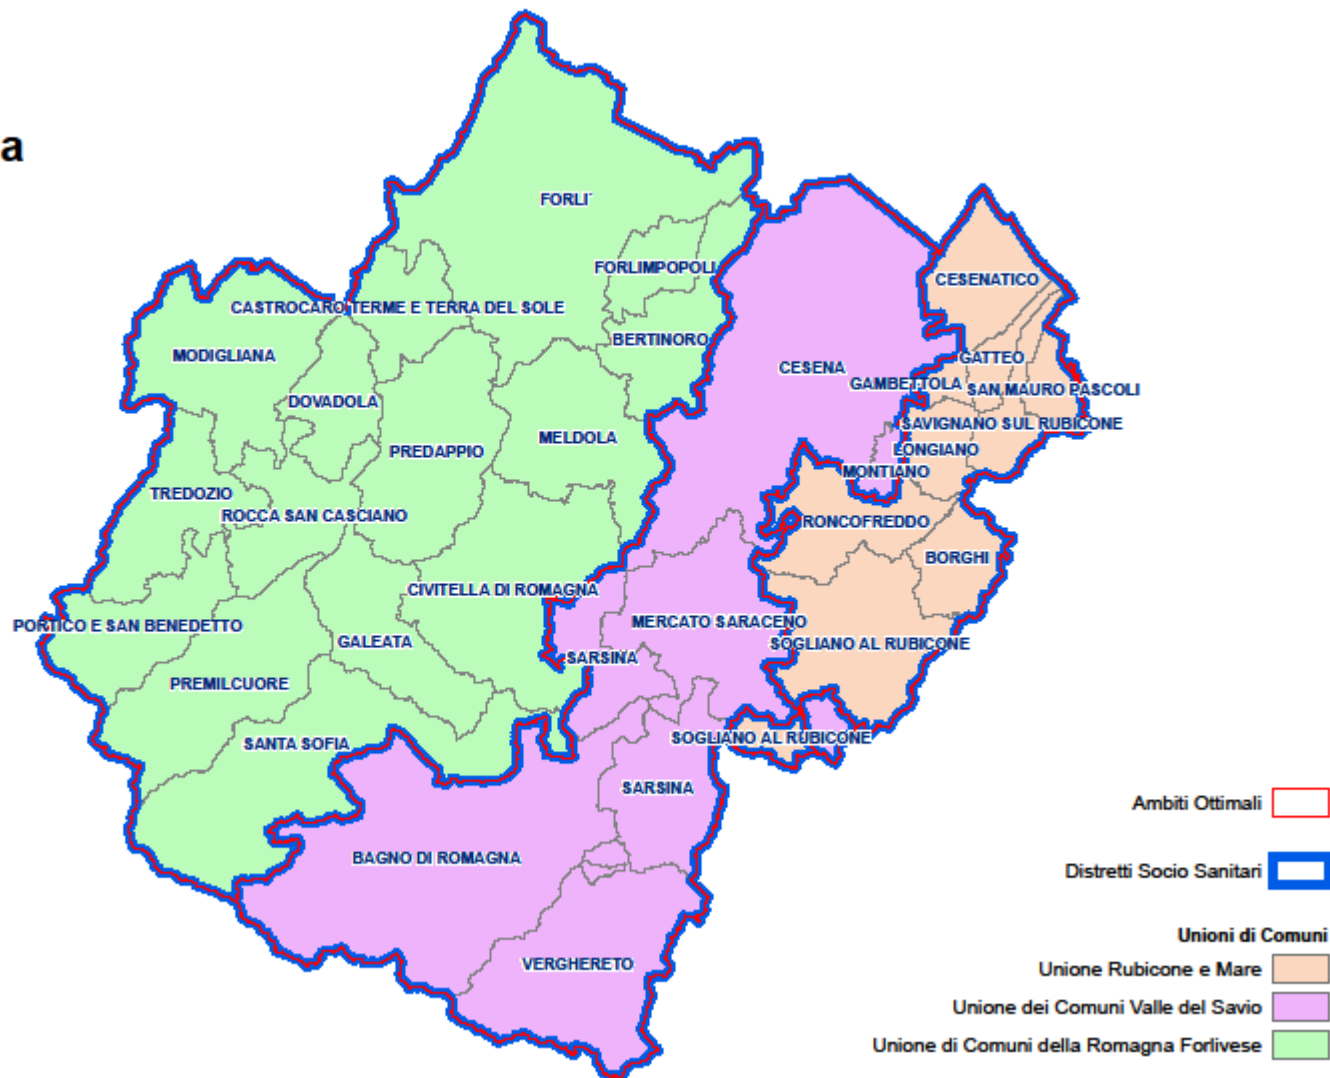 a
FORLI'
FORLIMPOPOLI
CESENATICO
CASTROCARO TERME E TERRA DEL SOLE
BERTINORO
MODIGLIANA
GATTEO
CESENA
GAMBETTOLA
SAN MAURO PASCOLI
DOVADOLA
SAVIGNANO SUL RUBICONE
MELDOLA
PREDAPPIO
LONGIANO
MONTIANO
TREDOZIO
ROCCA SAN CASCIANO
RONCOFREDDO
BORGHI
CIVITELLA DI ROMAGNA
MERCATO SARACENO
PORTICO E SAN BENEDETTO
GALEATA
SOGLIANO AL RUBICONE
SARSINA
PREMILCUORE
SOGLIANO AL RUBICONE
SANTA SOFIA
SARSINA
Ambiti Ottimali
BAGNO DI ROMAGNA
Distretti Socio Sanitari
Unioni di Comuni
VERGHERETO
Unione Rubicone e Mare
Unione dei Comuni Valle del Savio
Unione di Comuni della Romagna Forlivese